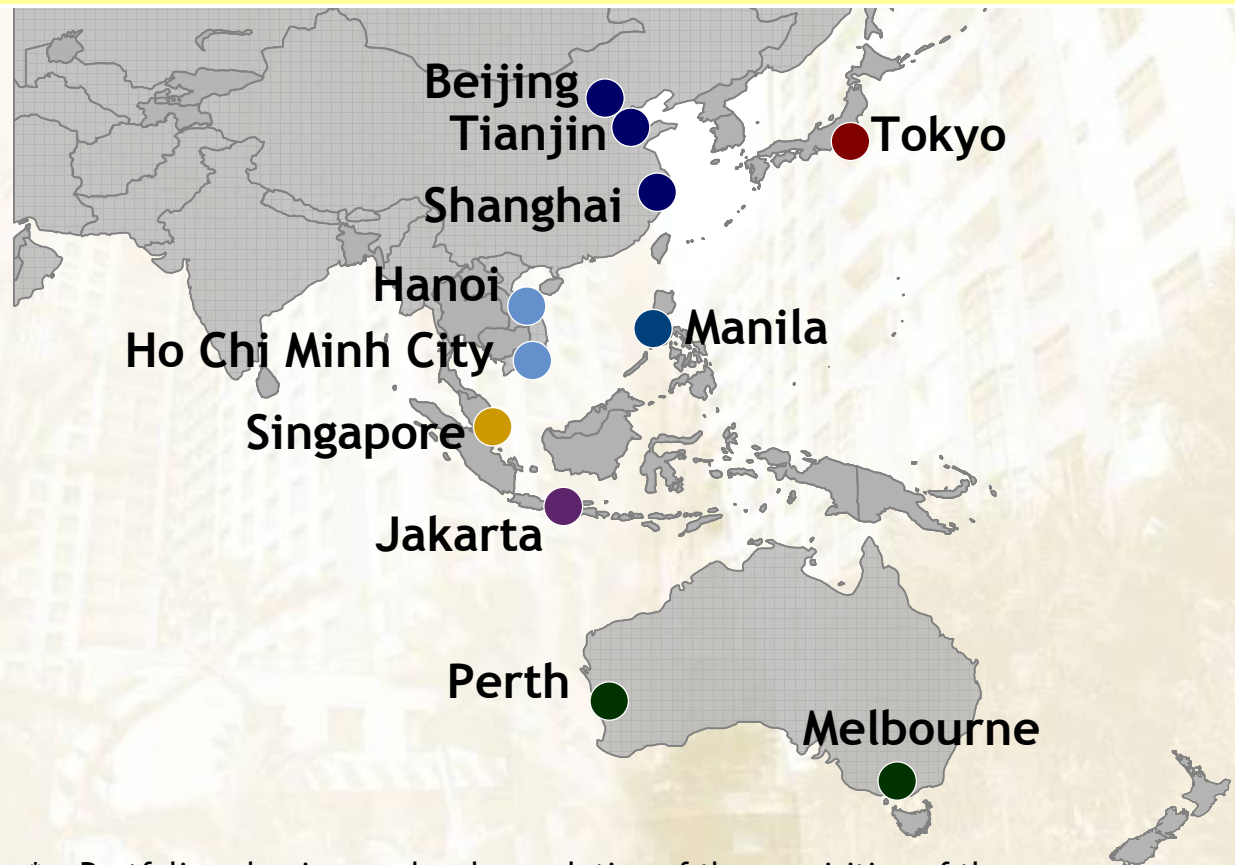 Beijing
Tianjin
Tokyo
Shanghai
Hanoi
Manila
Ho Chi Minh City
Singapore
Jakarta
Perth
Melbourne